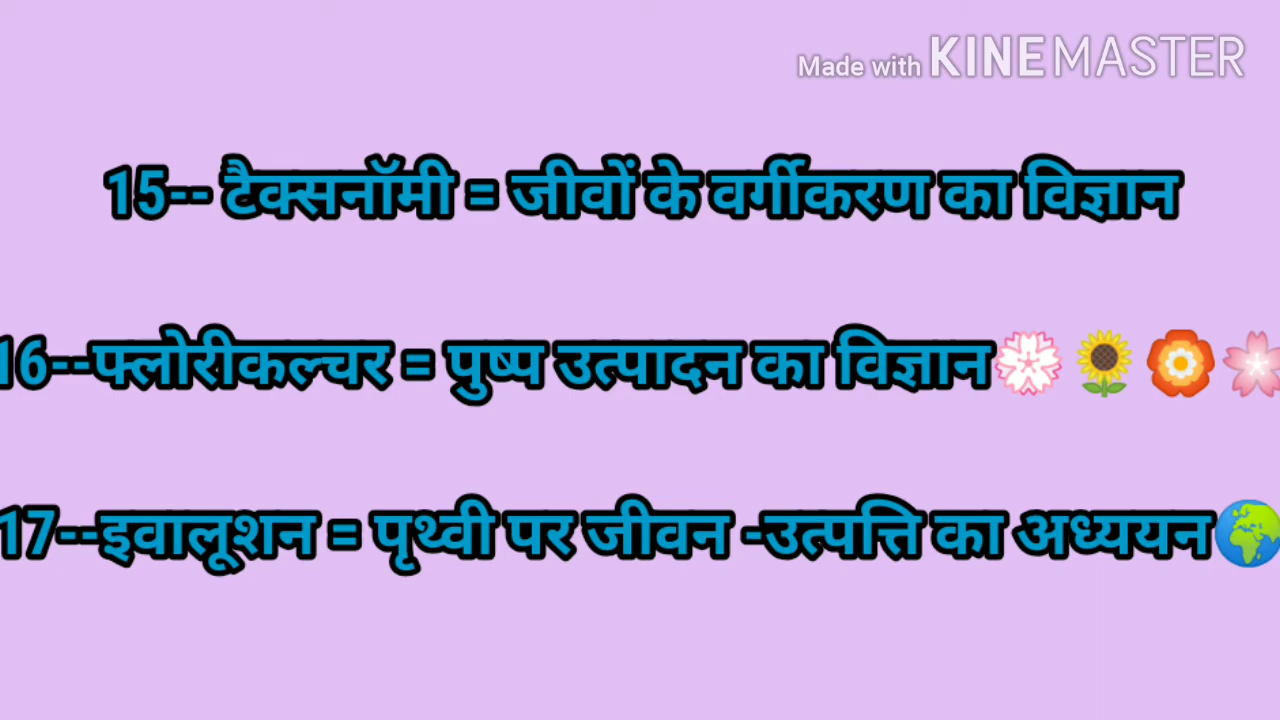 Made with KINEMASTER
15-- टैक्सनॉमी = जीवों के वर्गीकरण का विज्ञान
16--फ्लोरीकल्चर = पुष्प उत्पादन का विज्ञान💮🌻🏵️🌸
17--इवालूशन = पृथ्वी पर जीवन -उत्पत्ति का अध्ययन🌍